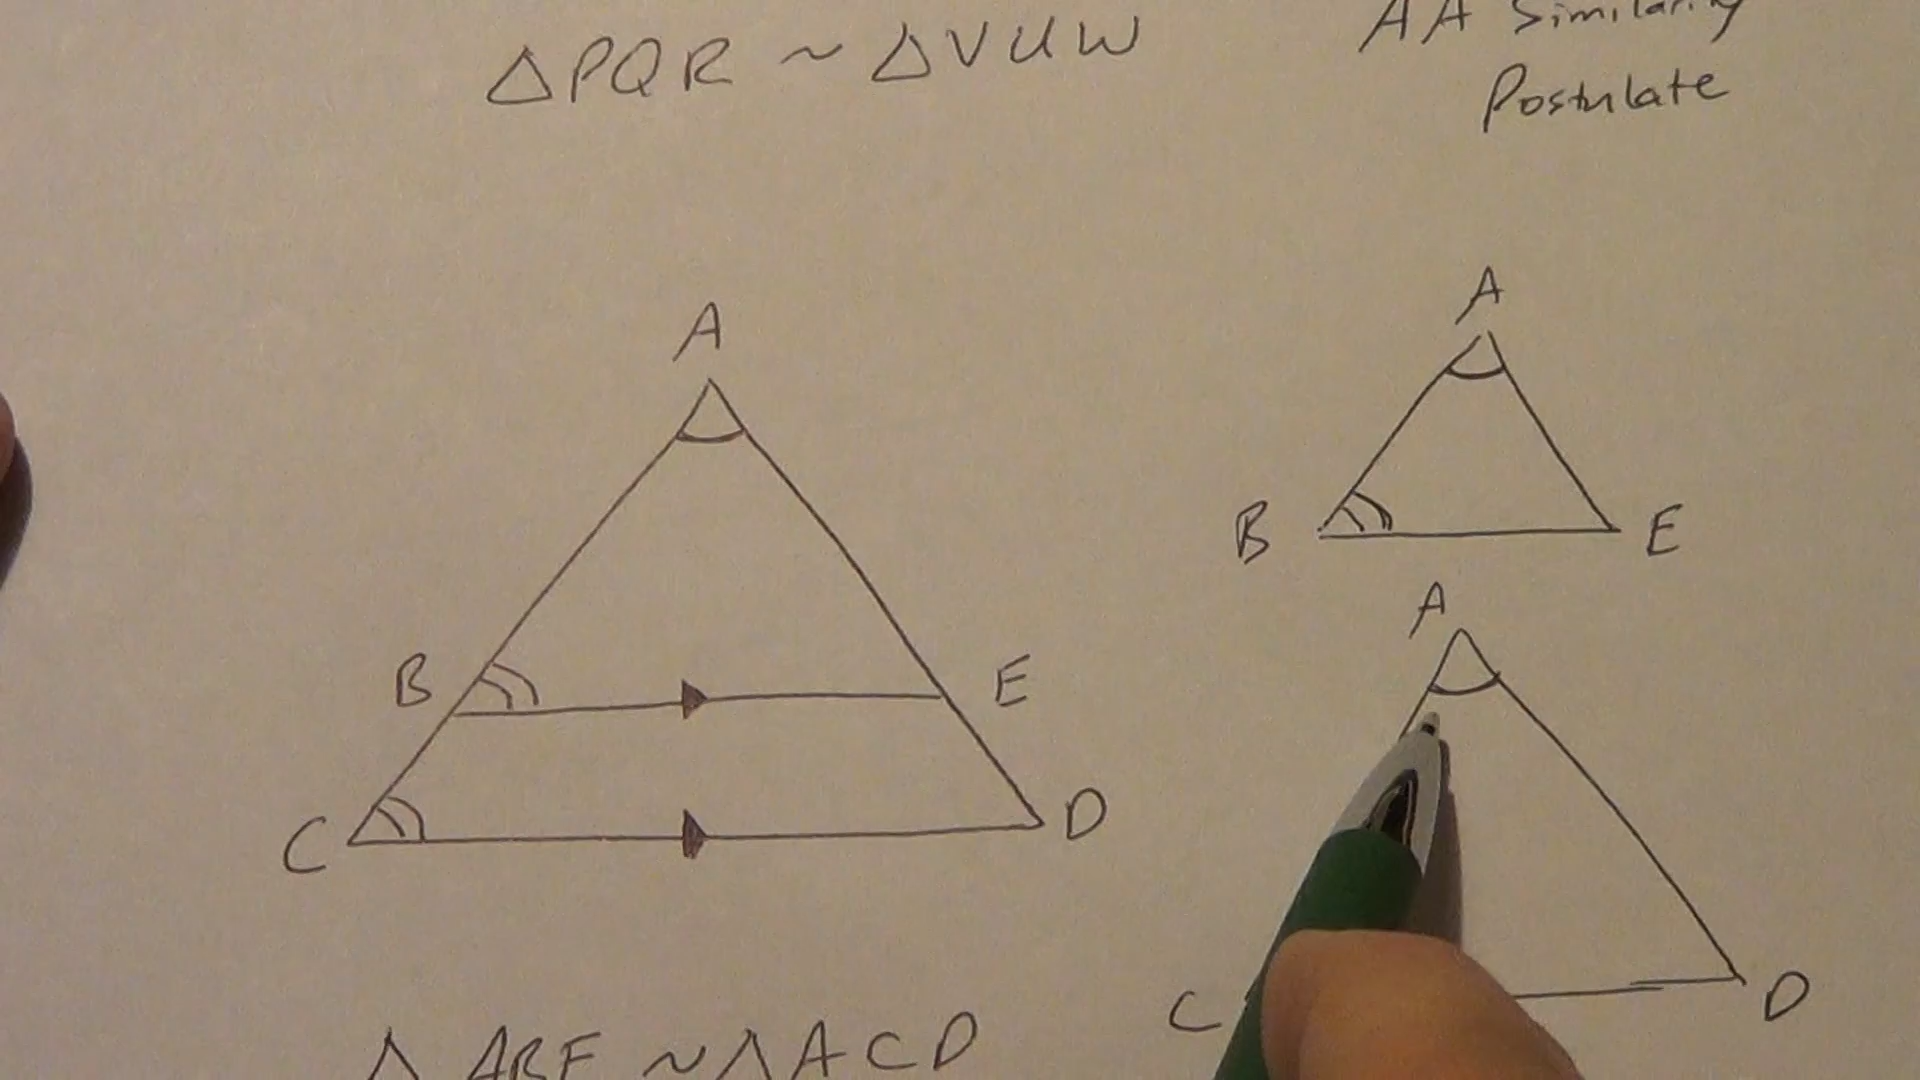 △PQR ~ △VUW
AA Similarity
Postulate
A
B E
C D
A
B E
A
C D
△ABE ~ △ACD